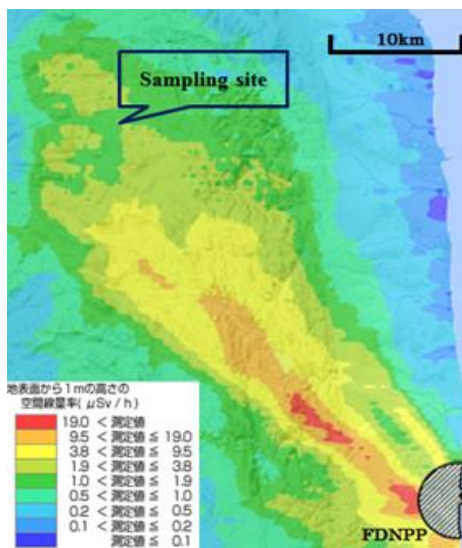 10km
Sampling site
地表面から1mの高さの
空間線量率(μSv/h)
19.0 < 測定値
9.5 < 測定値 ≦ 19.0
3.8 < 測定値 ≦ 9.5
1.9 < 測定値 ≦ 3.8
1.0 < 測定値 ≦ 1.9
0.5 < 測定値 ≦ 1.0
0.2 < 測定値 ≦ 0.5
0.1 < 測定値 ≦ 0.2
測定値 ≦ 0.1
FDNPP